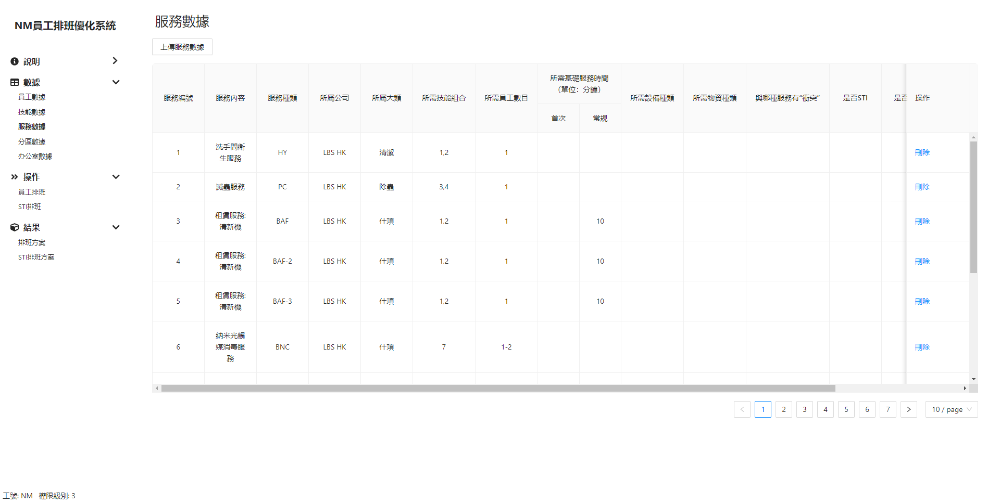 NM員工排班優化系統
說明
數據
員工數據
技能數據
服務數據
分區數據
办公室數據
操作
員工排班
STI排班
結果
排班方案
STI排班方案
工號: NM 權限級別: 3
服務數據
上傳服務數據
服務編號 服務內容 服務種類 所屬公司 所屬大類 所需技能組合 所需員工數目 所需基礎服務時間 (單位：分鐘) 首次 常規 所需設備種類 所需物資種類 與哪種服務有“衝突” 是否STI 是否 操作
1 洗手間衛生服務 HY LBS HK 清潔 1,2 1 刪除
2 滅蟲服務 PC LBS HK 除蟲 3,4 1 刪除
3 租賃服務:清新機 BAF LBS HK 什項 1,2 1 10 刪除
4 租賃服務:清新機 BAF-2 LBS HK 什項 1,2 1 10 刪除
5 租賃服務:清新機 BAF-3 LBS HK 什項 1,2 1 10 刪除
6 納米光觸媒消毒服務 BNC LBS HK 什項 7 1-2 刪除
1 2 3 4 5 6 7 10 / page